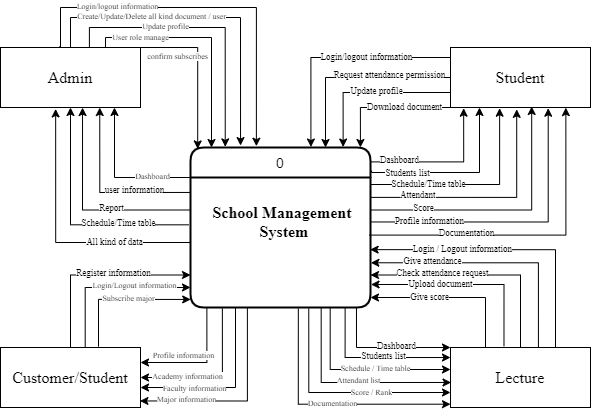 Login/logout information
Create/Update/Delete all kind document / user
Update profile
User role manage
confirm subscribes
Admin
Login/logout information
Request attendance permission
Update profile
Download document
Student
0
School Management
System
Dashboard
user information
Report
Schedule/Time table
All kind of data
Dashboard
Students list
Schedule/Time table
Attendant
Score
Profile information
Documentation
Register information
Login/Logout information
Subscribe major
Login / Logout information
Give attendance
Check attendance request
Upload document
Give score
Customer/Student
Profile information
Academy information
Faculty information
Major information
Dashboard
Students list
Schedule / Time table
Attendant list
Score / Rank
Documentation
Lecture